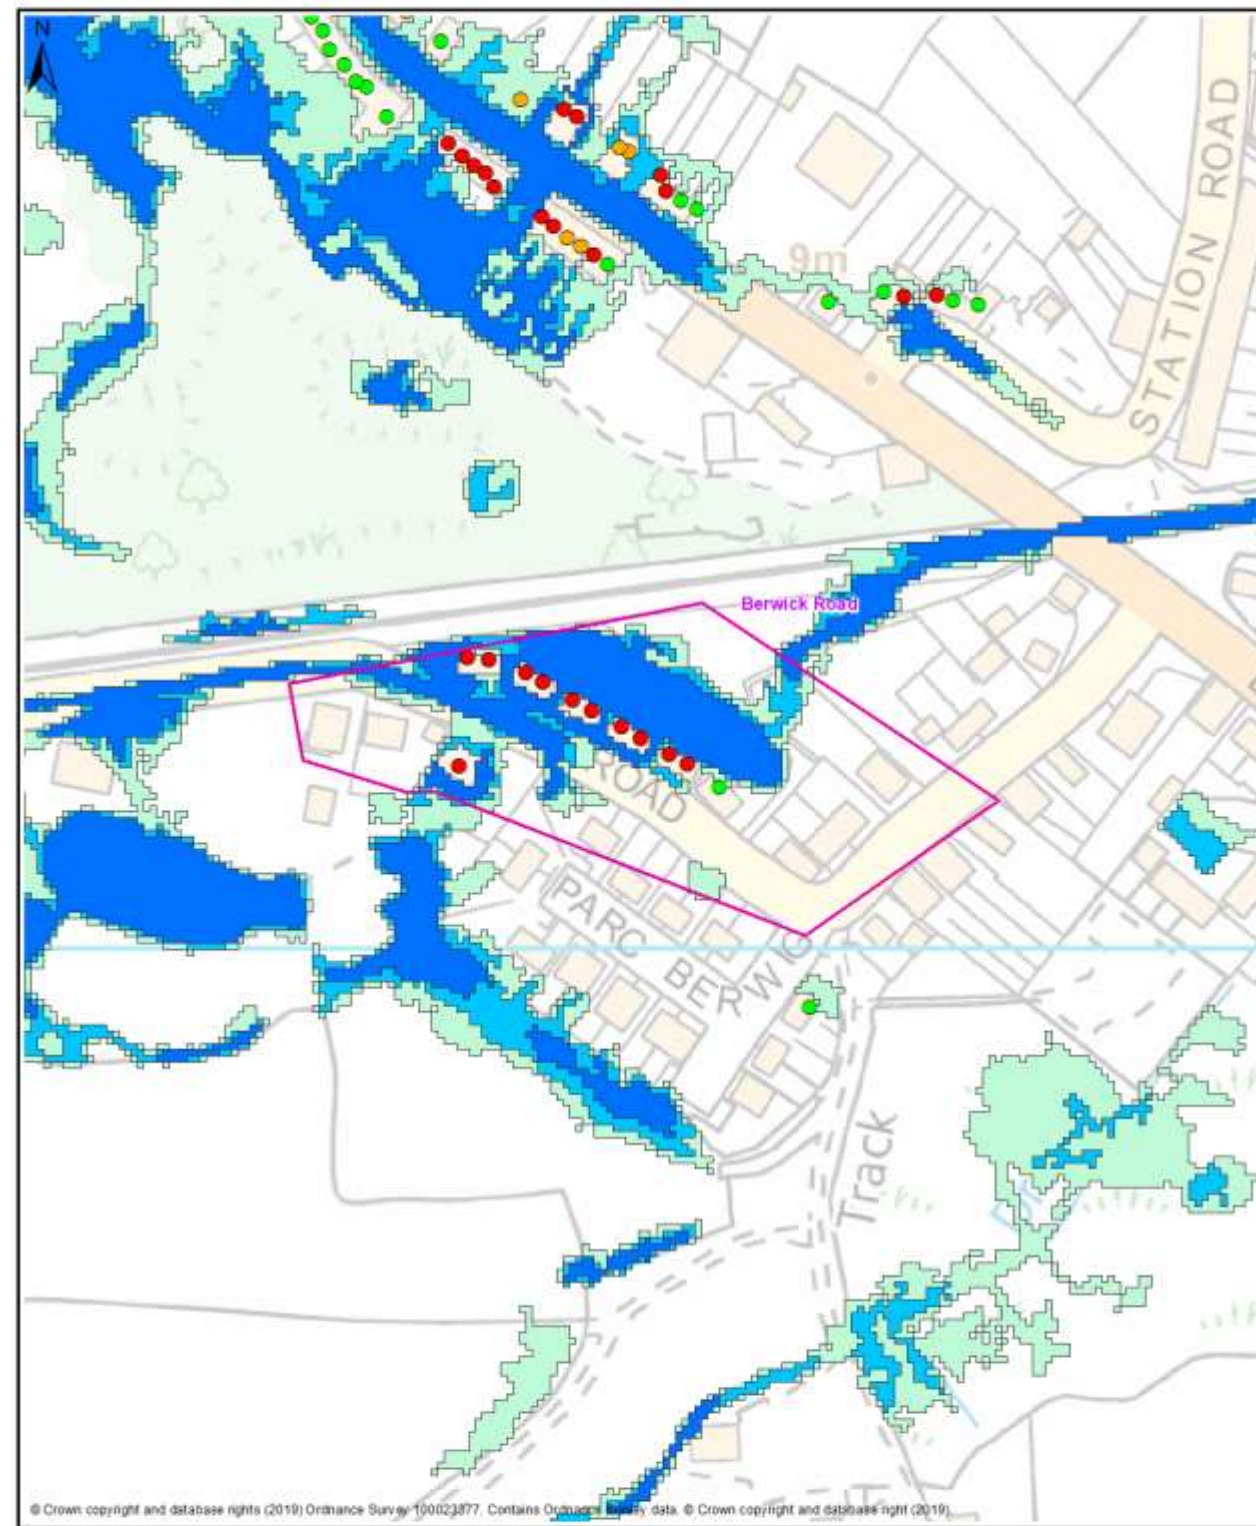 N
9m
STATION ROAD
Berwick Road
ROAD
PARC BERW
Track
© Crown copyright and database rights (2019) Ordnance Survey 100023377. Contains Ordnance Survey data. © Crown copyright and database right (2019)